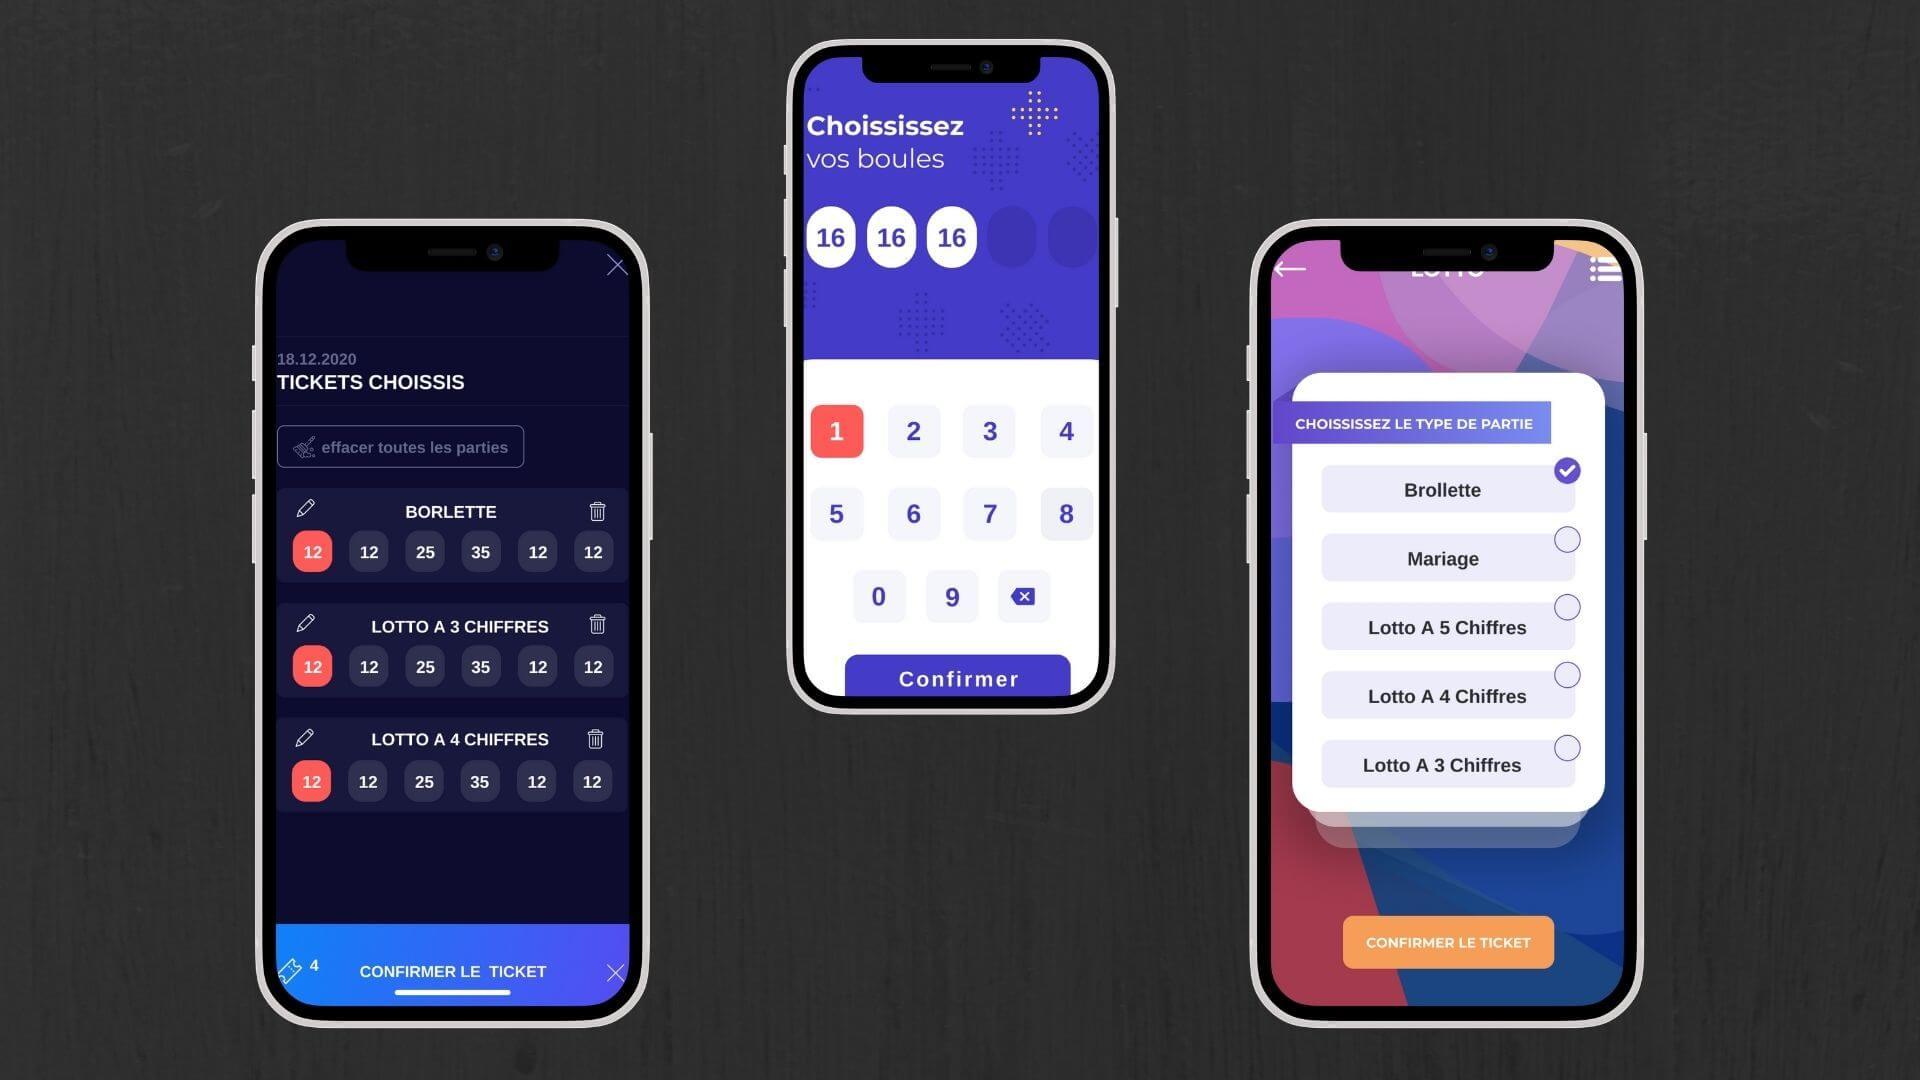 18.12.2020
TICKETS CHOISSIS
effacer toutes les parties
BORLETTE
12 12 25 35 12 12
LOTTO A 3 CHIFFRES
12 12 25 35 12 12
LOTTO A 4 CHIFFRES
12 12 25 35 12 12
4 CONFIRMER LE TICKET
Choississez
vos boules
16 16 16
1 2 3 4
5 6 7 8
0 9
Confirmer
LOTTO
CHOISSISSEZ LE TYPE DE PARTIE
Brollette
Mariage
Lotto A 5 Chiffres
Lotto A 4 Chiffres
Lotto A 3 Chiffres
CONFIRMER LE TICKET